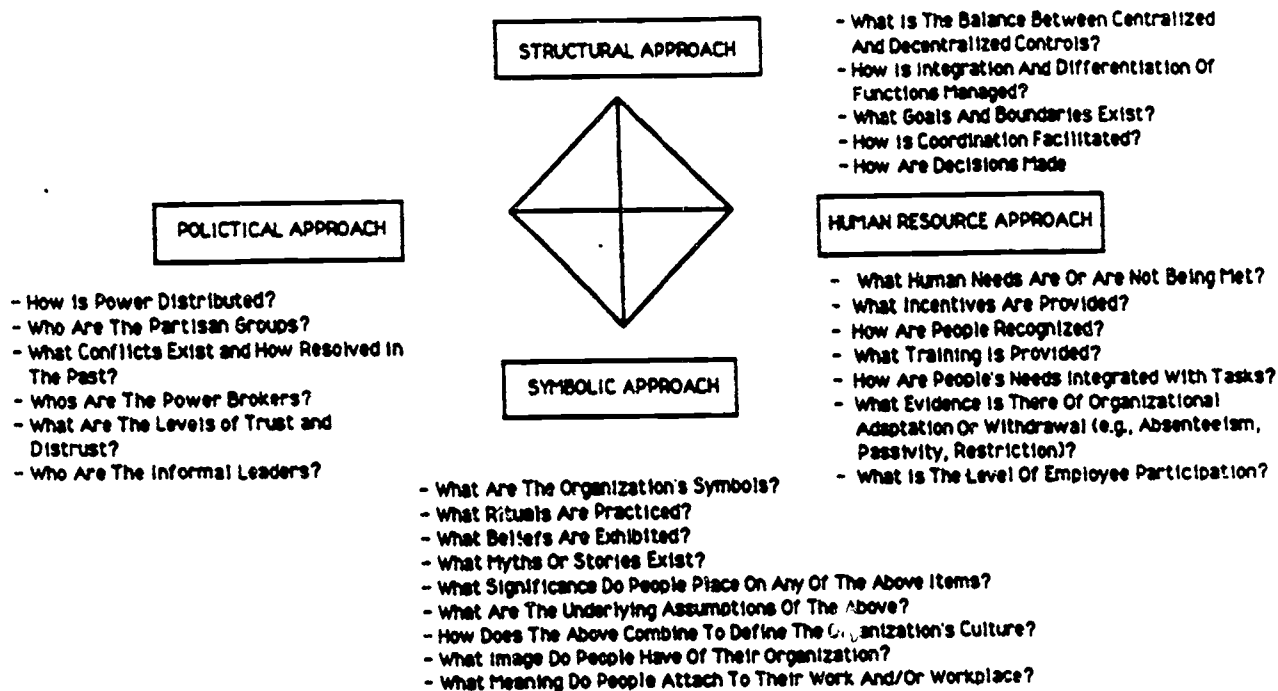 STRUCTURAL APPROACH
- What Is The Balance Between Centralized
And Decentralized Controls?
- How Is Integration And Differentiation Of
Functions Managed?
- What Goals And Boundaries Exist?
- How Is Coordination Facilitated?
- How Are Decisions Made
POLICTICAL APPROACH
- How Is Power Distributed?
- Who Are The Partisan Groups?
- What Conflicts Exist and How Resolved In
The Past?
- Whos Are The Power Brokers?
- What Are The Levels of Trust and
Distrust?
- Who Are The Informal Leaders?
HUMAN RESOURCE APPROACH
- What Human Needs Are Or Are Not Being Met?
- What Incentives Are Provided?
- How Are People Recognized?
- What Training Is Provided?
- How Are People's Needs Integrated With Tasks?
- What Evidence Is There Of Organizational
Adaptation Or Withdrawal (e.g., Absenteeism,
Passivity, Restriction)?
- What Is The Level Of Employee Participation?
SYMBOLIC APPROACH
- What Are The Organization's Symbols?
- What Rituals Are Practiced?
- What Beliefs Are Exhibited?
- What Myths Or Stories Exist?
- What Significance Do People Place On Any Of The Above Items?
- What Are The Underlying Assumptions Of The Above?
- How Does The Above Combine To Define The Organization's Culture?
- What Image Do People Have Of Their Organization?
- What Meaning Do People Attach To Their Work And/Or Workplace?